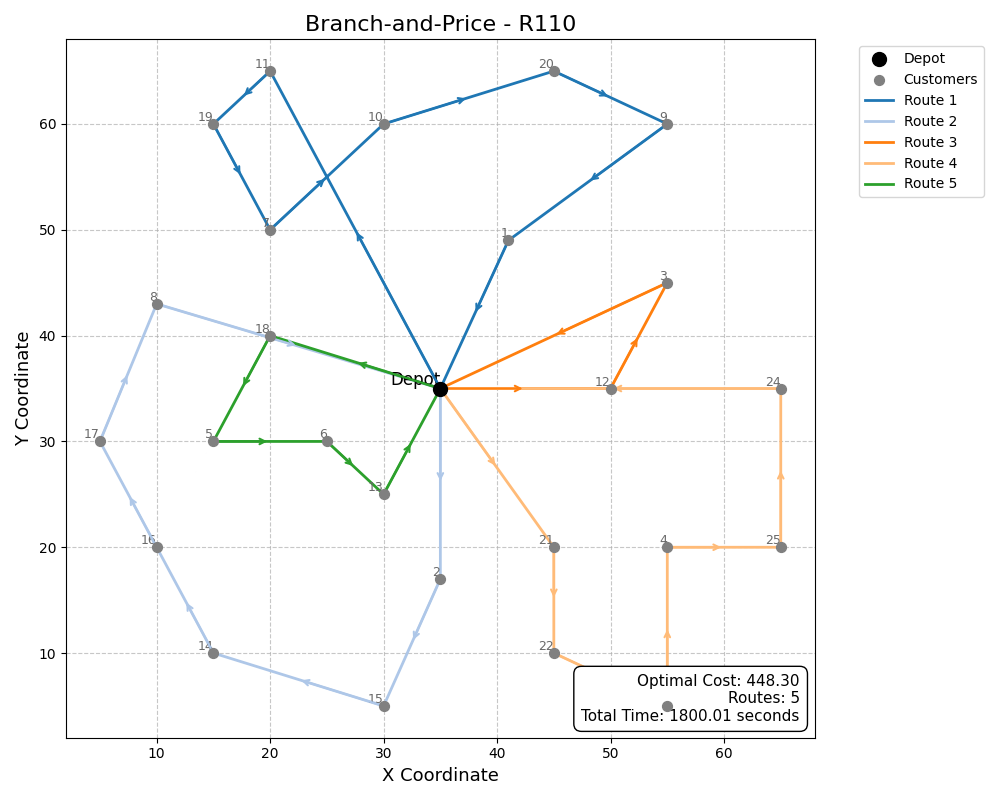 Branch-and-Price - R110
Depot
Customers
Route 1
Route 2
Route 3
Route 4
Route 5
11
20
19
10
9
60
7
1
50
3
8
18
40
Depot
12
24
17
5
6
30
13
16
21
4
25
20
2
14
22
10
15
Optimal Cost: 448.30
Routes: 5
Total Time: 1800.01 seconds
10
20
30
40
50
60
X Coordinate
Y Coordinate